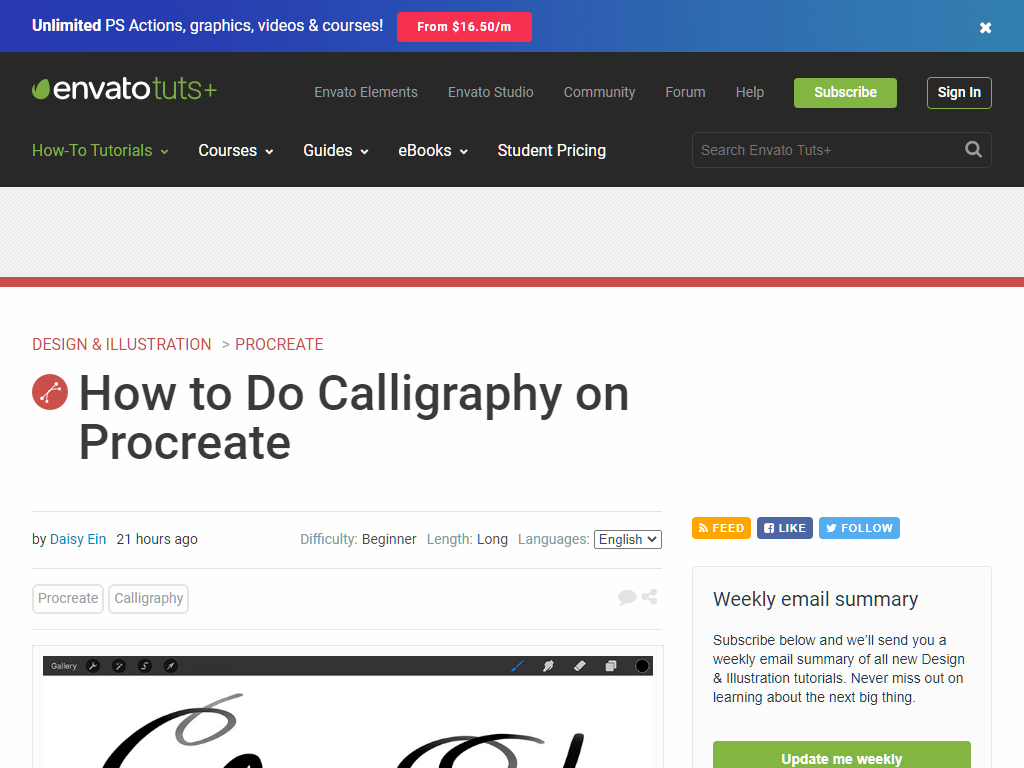 Unlimited PS Actions, graphics, videos & courses! From $16.50/m
envatotuts+
Envato Elements Envato Studio Community Forum Help Subscribe Sign In
How-To Tutorials Courses Guides eBooks Student Pricing Search Envato Tuts+
DESIGN & ILLUSTRATION > PROCREATE
How to Do Calligraphy on
Procreate
by Daisy Ein 21 hours ago Difficulty: Beginner Length: Long Languages: English
FEED LIKE FOLLOW
Procreate Calligraphy
Weekly email summary
Subscribe below and we'll send you a
weekly email summary of all new Design
& Illustration tutorials. Never miss out on
learning about the next big thing.
Update me weekly
Gallery